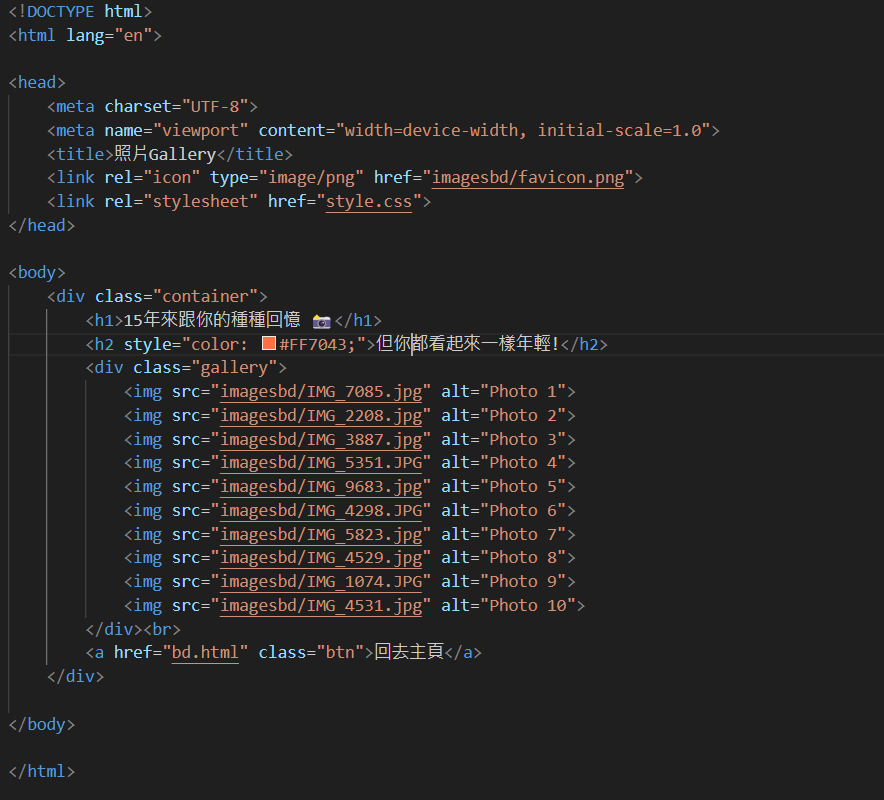 <!DOCTYPE html>
<html lang="en">
<head>
<meta charset="UTF-8">
<meta name="viewport" content="width=device-width, initial-scale=1.0">
<title>照片Gallery</title>
<link rel="icon" type="image/png" href="imagesbd/favicon.png">
<link rel="stylesheet" href="style.css">
</head>
<body>
<div class="container">
<h1>15年來跟你的種種回憶 📸</h1>
<h2 style="color: #FF7043;">但你都看起來一樣年輕!</h2>
<div class="gallery">
<img src="imagesbd/IMG_7085.jpg" alt="Photo 1">
<img src="imagesbd/IMG_2208.jpg" alt="Photo 2">
<img src="imagesbd/IMG_3887.jpg" alt="Photo 3">
<img src="imagesbd/IMG_5351.JPG" alt="Photo 4">
<img src="imagesbd/IMG_9683.jpg" alt="Photo 5">
<img src="imagesbd/IMG_4298.JPG" alt="Photo 6">
<img src="imagesbd/IMG_5823.jpg" alt="Photo 7">
<img src="imagesbd/IMG_4529.jpg" alt="Photo 8">
<img src="imagesbd/IMG_1074.JPG" alt="Photo 9">
<img src="imagesbd/IMG_4531.jpg" alt="Photo 10">
</div><br>
<a href="bd.html" class="btn">回去主頁</a>
</div>
</body>
</html>